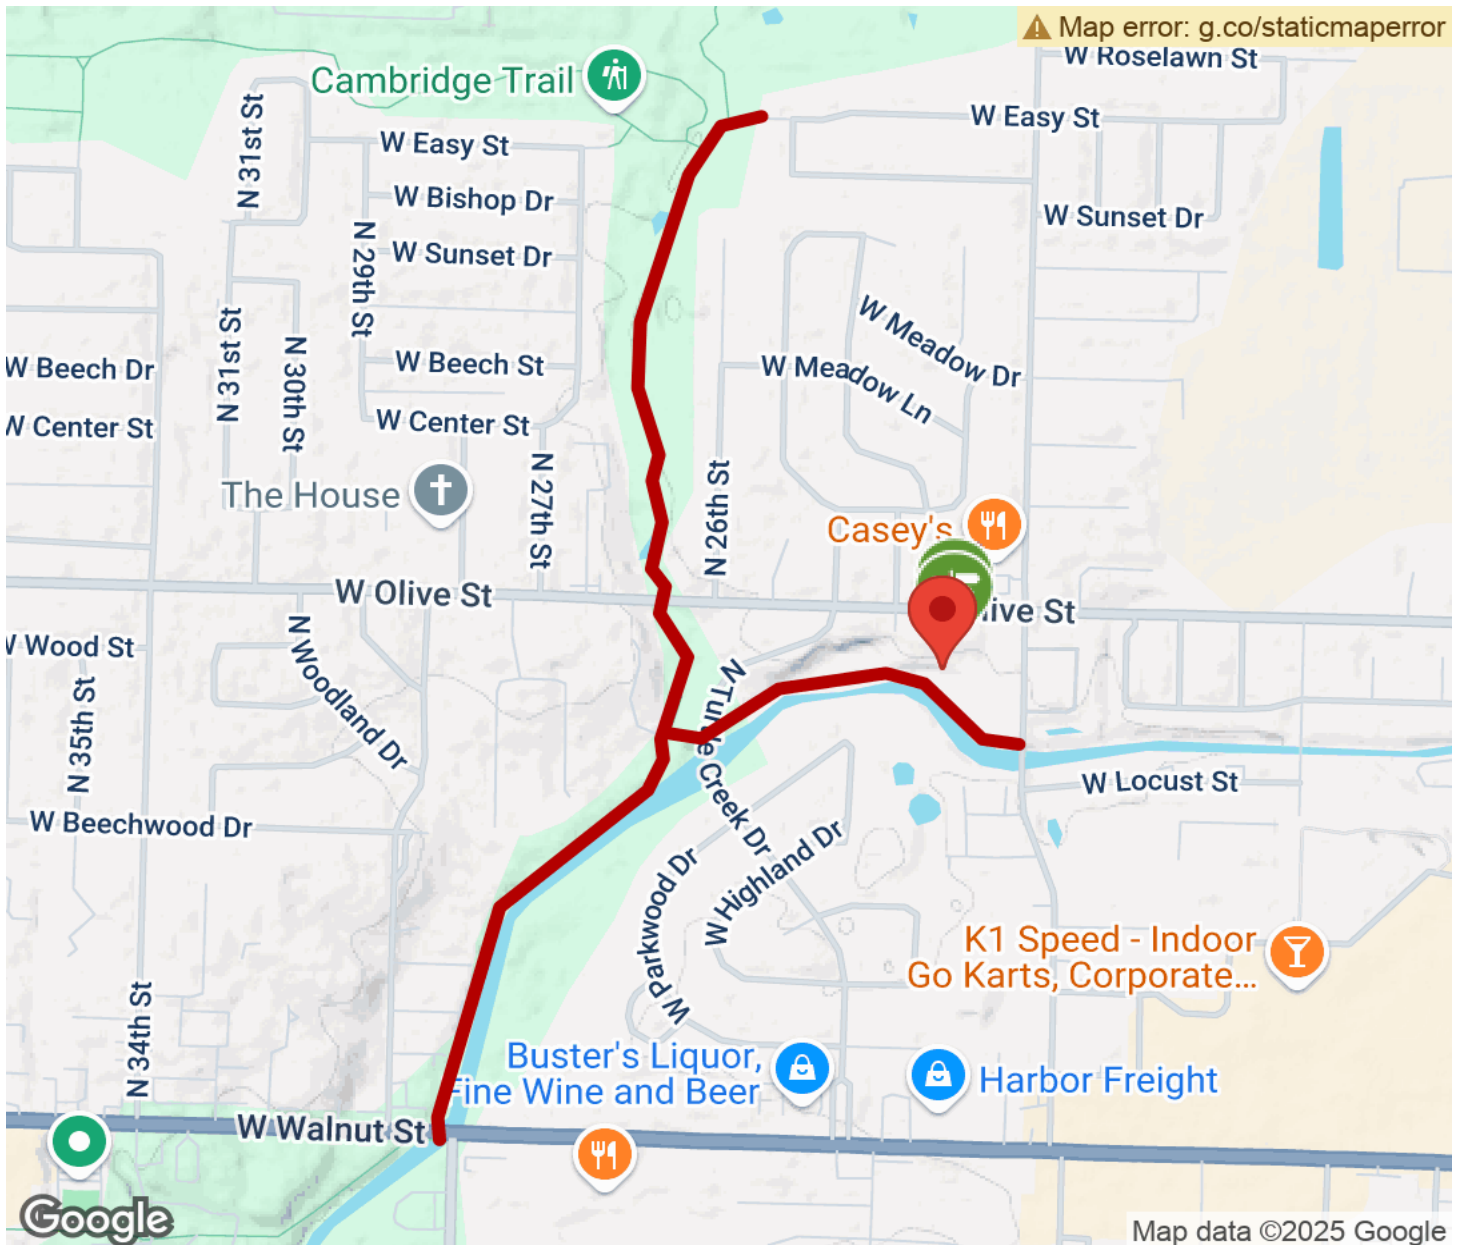 Map error: g.co/staticmaperror
W Roselawn St
Cambridge Trail
W Easy St
W Easy St
N 31st St
W Bishop Dr
W Sunset Dr
N 29th St
W Sunset Dr
W Meadow Dr
N 31st St
N 30th St
W Beech Dr
W Beech St
W Meadow Ln
W Center St
W Center St
The House
N 27th St
N 26th St
Casey's
W Olive St
live St
W Wood St
N Woodland Dr
N 35th St
N Tur le Creek Dr
W Locust St
W Beechwood Dr
W Highland Dr
W Parkwood Dr
K1 Speed - Indoor
Go Karts, Corporate...
N 34th St
Buster's Liquor,
Fine Wine and Beer
Harbor Freight
W Walnut St
Google
Map data ©2025 Google